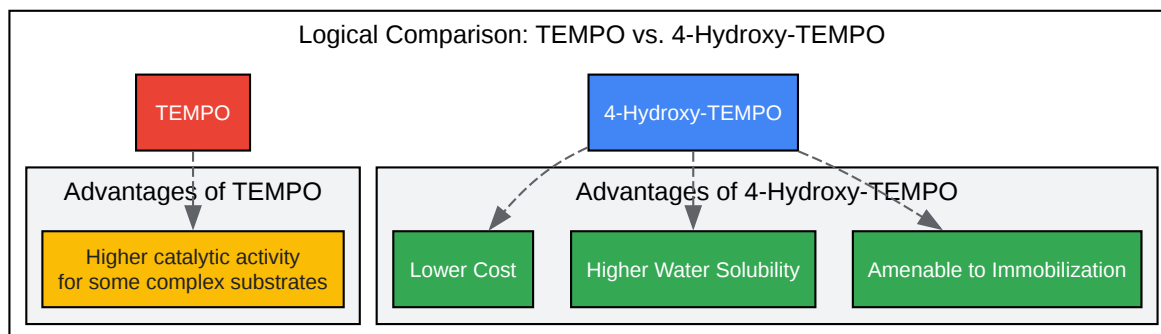 Logical Comparison: TEMPO vs. 4-Hydroxy-TEMPO
TEMPO
4-Hydroxy-TEMPO
Advantages of TEMPO
Advantages of 4-Hydroxy-TEMPO
Higher catalytic activity
for some complex substrates
Lower Cost
Higher Water Solubility
Amenable to Immobilization